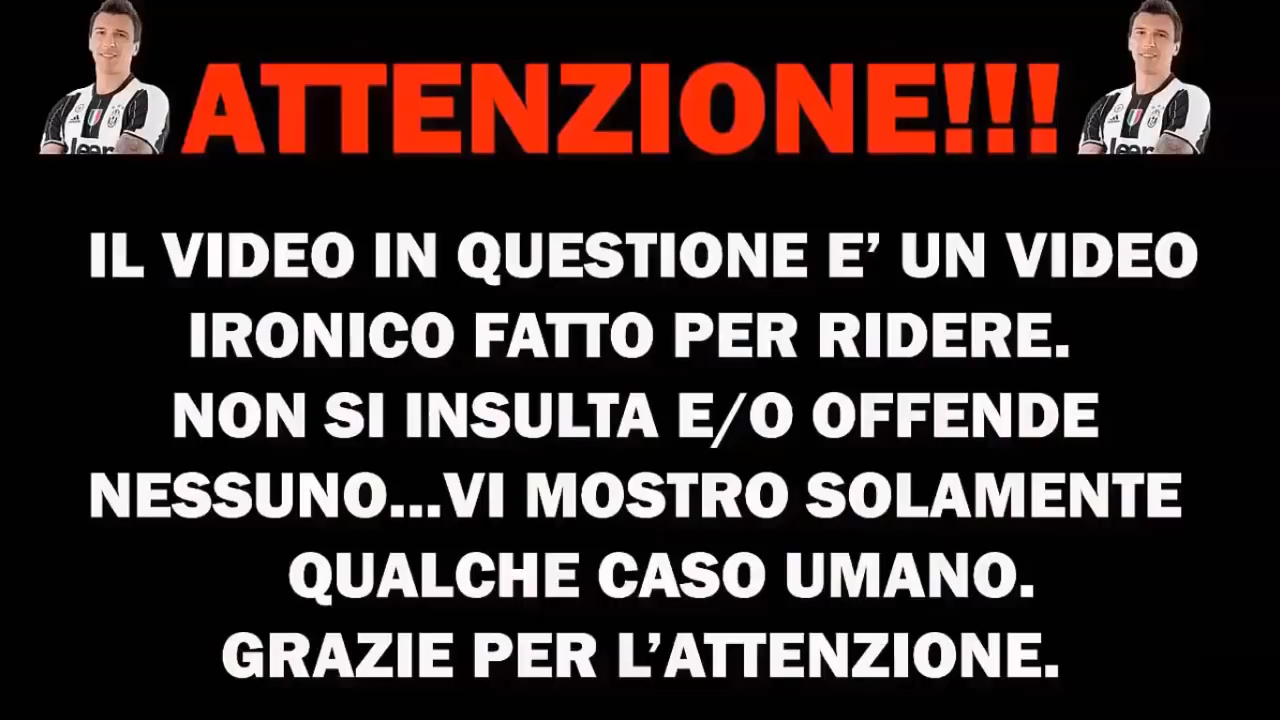 ATTENZIONE!!!
IL VIDEO IN QUESTIONE E’ UN VIDEO
IRONICO FATTO PER RIDERE.
NON SI INSULTA E/O OFFENDE
NESSUNO...VI MOSTRO SOLAMENTE
QUALCHE CASO UMANO.
GRAZIE PER L’ATTENZIONE.